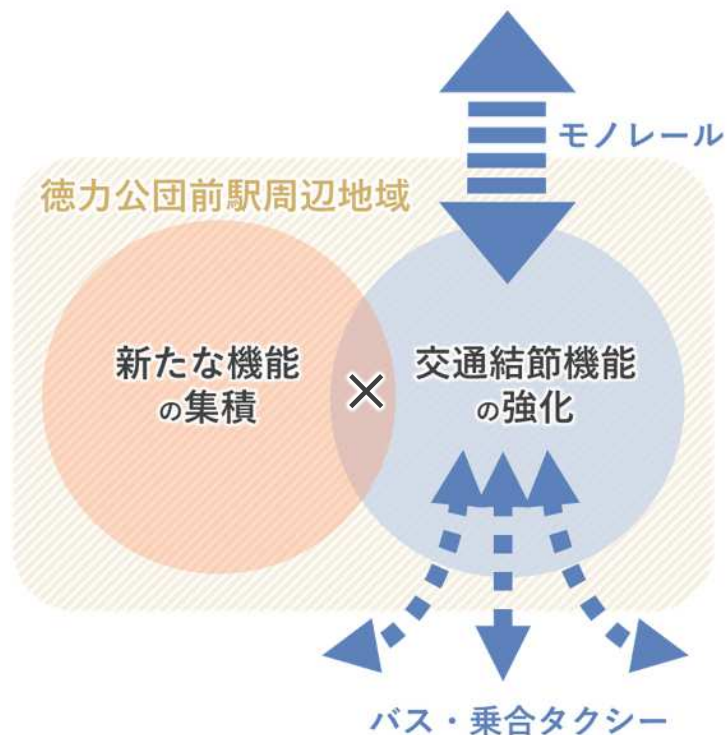 モノレール
徳力公団前駅周辺地域
新たな機能
の集積
×
交通結節機能
の強化
バス・乗合タクシー